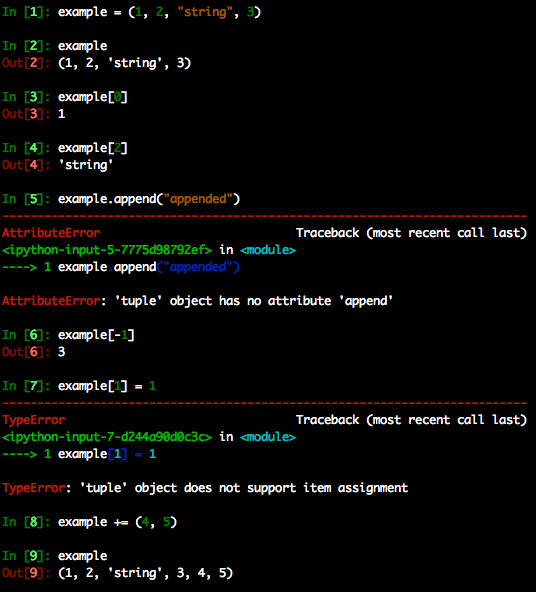 In [1]: example = (1, 2, "string", 3)
In [2]: example
Out[2]: (1, 2, 'string', 3)
In [3]: example[0]
Out[3]: 1
In [4]: example[2]
Out[4]: 'string'
In [5]: example.append("appended")
---------------------------------------------------------------------------
AttributeError                            Traceback (most recent call last)
<ipython-input-5-7775d98792ef> in <module>
----> 1 example.append("appended")
AttributeError: 'tuple' object has no attribute 'append'
In [6]: example[-1]
Out[6]: 3
In [7]: example[1] = 1
---------------------------------------------------------------------------
TypeError                                 Traceback (most recent call last)
<ipython-input-7-d244a90d0c3c> in <module>
----> 1 example[1] = 1
TypeError: 'tuple' object does not support item assignment
In [8]: example += (4, 5)
In [9]: example
Out[9]: (1, 2, 'string', 3, 4, 5)